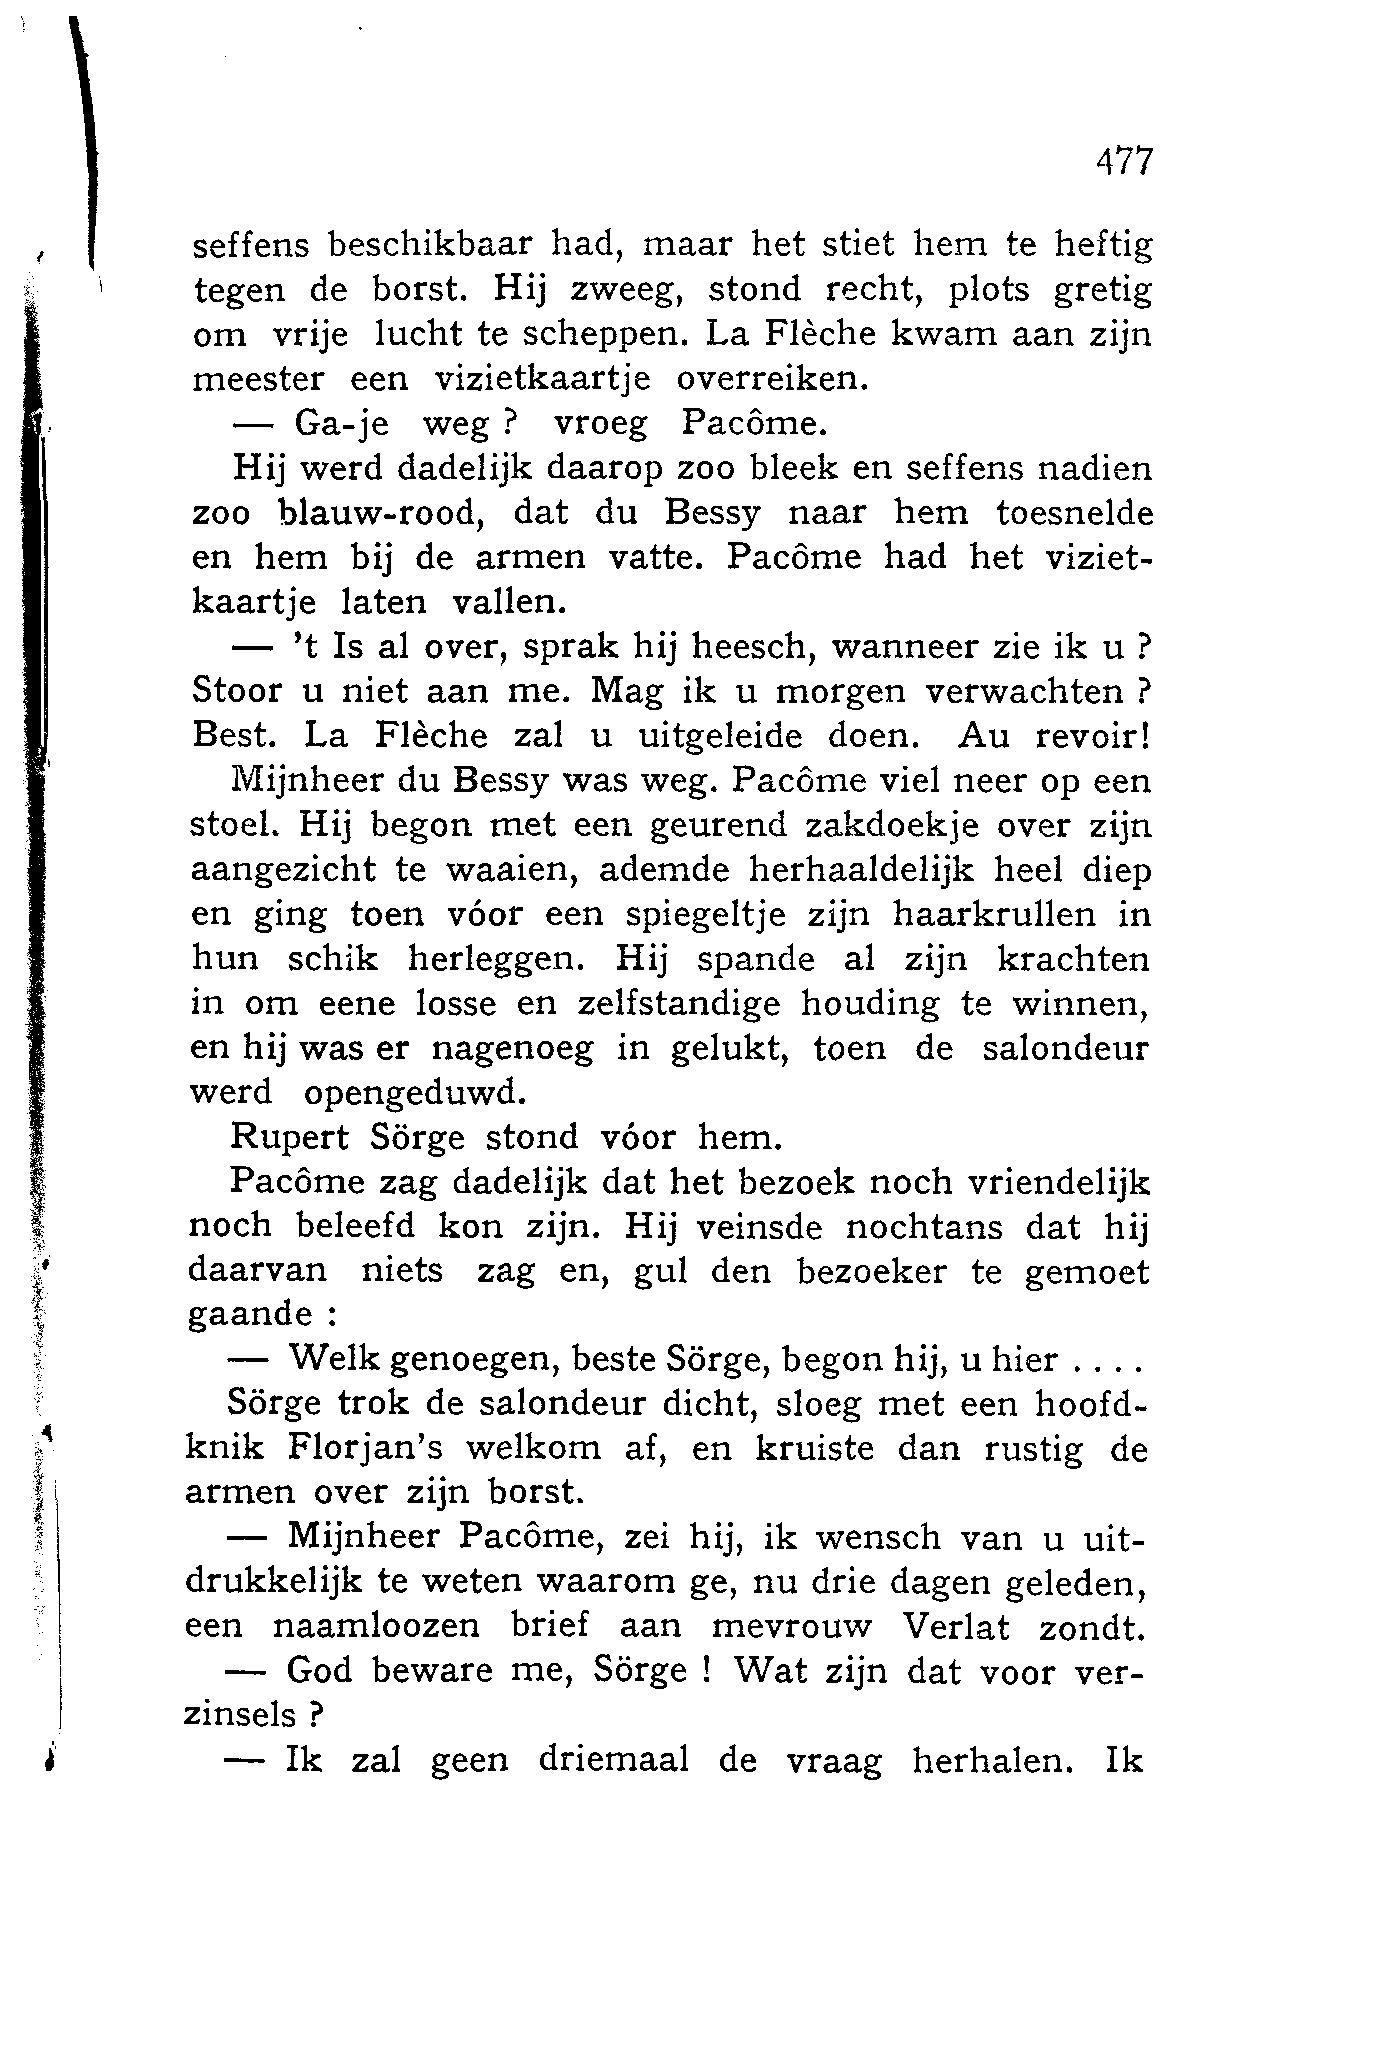 477
seffens beschikbaar had, maar het stiet hem te heftig
tegen de borst. Hij zweeg, stond recht, plots gretig
om vrije lucht te scheppen. La Flèche kwam aan zijn
meester een vizietkaartje overreiken.
— Ga-je weg ? vroeg Pacôme.
Hij werd dadelijk daarop zoo bleek en seffens nadien
zoo blauw-rood, dat du Bessy naar hem toesnelde
en hem bij de armen vatte. Pacôme had het viziet-
kaartje laten vallen.
— 't Is al over, sprak hij heesch, wanneer zie ik u ?
Stoor u niet aan me. Mag ik u morgen verwachten ?
Best. La Flèche zal u uitgeleide doen. Au revoir!
Mijnheer du Bessy was weg. Pacôme viel neer op een
stoel. Hij begon met een geurend zakdoekje over zijn
aangezicht te waaien, ademde herhaaldelijk heel diep
en ging toen vóor een spiegeltje zijn haarkrullen in
hun schik herleggen. Hij spande al zijn krachten
in om eene losse en zelfstandige houding te winnen,
en hij was er nagenoeg in gelukt, toen de salondeur
werd opengeduwd.
Rupert Sörge stond vóor hem.
Pacôme zag dadelijk dat het bezoek noch vriendelijk
noch beleefd kon zijn. Hij veinsde nochtans dat hij
daarvan niets zag en, gul den bezoeker te gemoet
gaande :
— Welk genoegen, beste Sörge, begon hij, u hier . . . .
Sörge trok de salondeur dicht, sloeg met een hoofd-
knik Florjan's welkom af, en kruiste dan rustig de
armen over zijn borst.
— Mijnheer Pacôme, zei hij, ik wensch van u uit-
drukkelijk te weten waarom ge, nu drie dagen geleden,
een naamloozen brief aan mevrouw Verlat zondt.
— God beware me, Sörge ! Wat zijn dat voor ver-
zinsels ?
— Ik zal geen driemaal de vraag herhalen. Ik